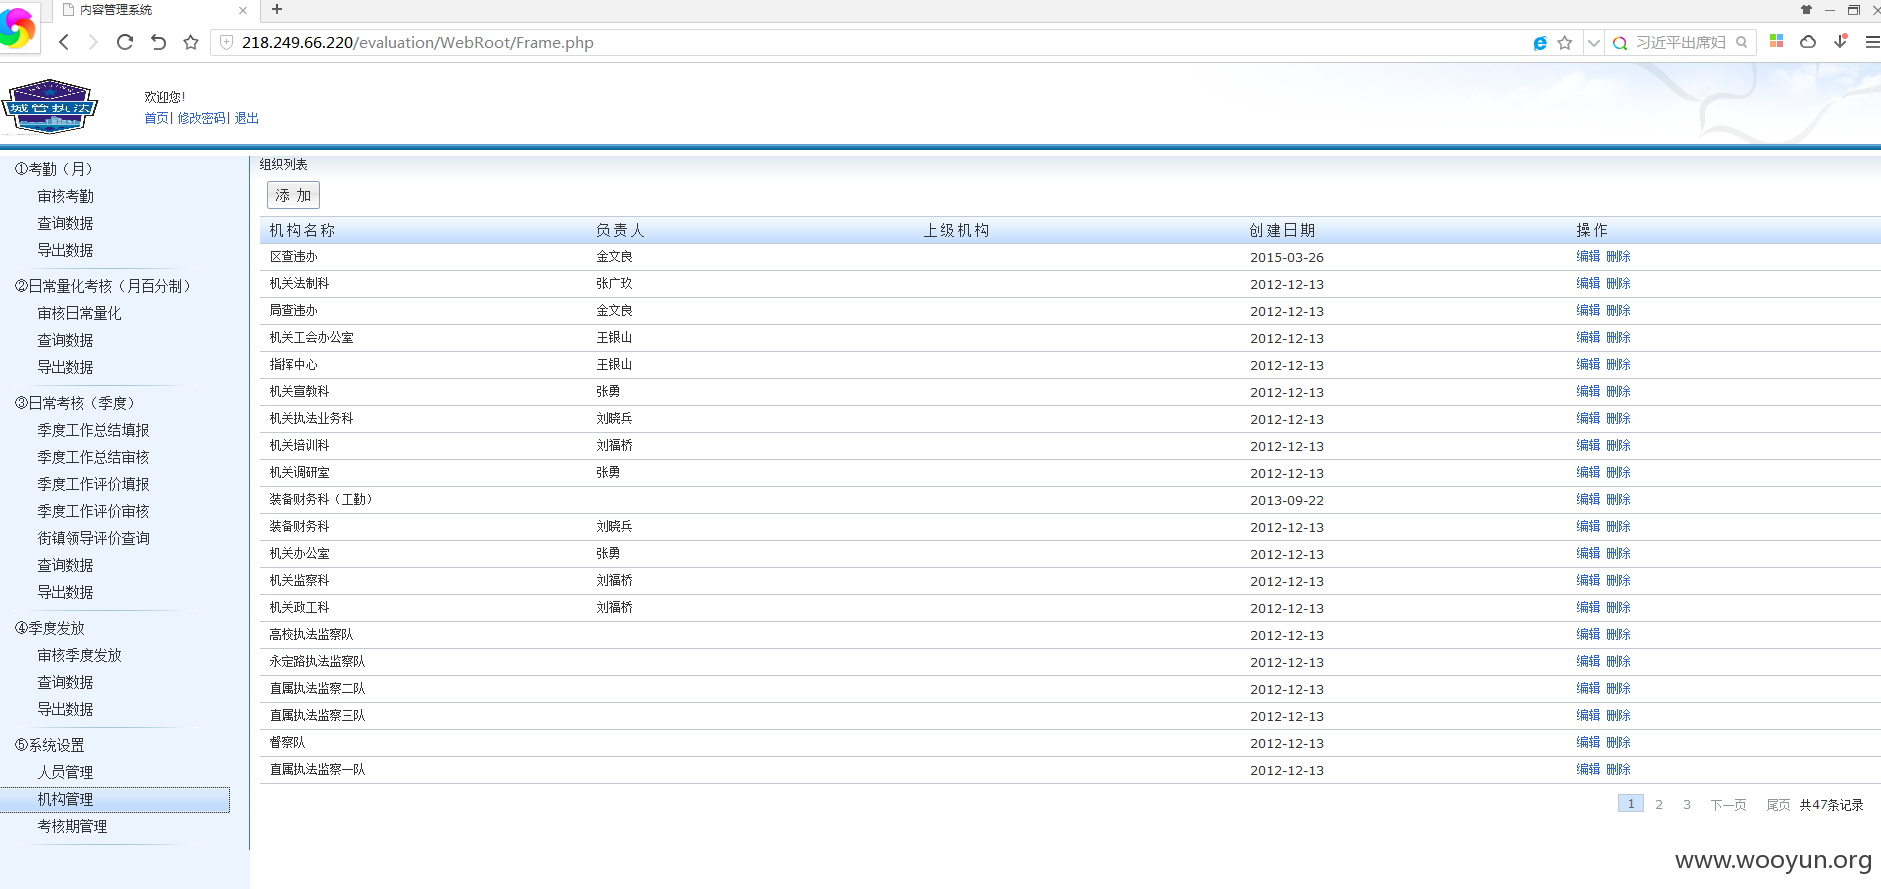 内容管理系统
218.249.66.220/evaluation/WebRoot/Frame.php
习近平出席妇
城管执法
欢迎您!
首页| 修改密码| 退出
①考勤（月）
审核考勤
查询数据
导出数据
②日常量化考核（月百分制）
审核日常量化
查询数据
导出数据
③日常考核（季度）
季度工作总结填报
季度工作总结审核
季度工作评价填报
季度工作评价审核
街镇领导评价查询
查询数据
导出数据
④季度发放
审核季度发放
查询数据
导出数据
⑤系统设置
人员管理
机构管理
考核期管理
组织列表
添 加
机构名称 负责人 上级机构 创建日期 操作
区查违办 金文良 2015-03-26 编辑 删除
机关法制科 张广玖 2012-12-13 编辑 删除
局查违办 金文良 2012-12-13 编辑 删除
机关工会办公室 王银山 2012-12-13 编辑 删除
指挥中心 王银山 2012-12-13 编辑 删除
机关宣教科 张勇 2012-12-13 编辑 删除
机关执法业务科 刘晓兵 2012-12-13 编辑 删除
机关培训科 刘福桥 2012-12-13 编辑 删除
机关调研室 张勇 2012-12-13 编辑 删除
装备财务科（工勤） 2013-09-22 编辑 删除
装备财务科 刘晓兵 2012-12-13 编辑 删除
机关办公室 张勇 2012-12-13 编辑 删除
机关监察科 刘福桥 2012-12-13 编辑 删除
机关政工科 刘福桥 2012-12-13 编辑 删除
高校执法监察队 2012-12-13 编辑 删除
永定路执法监察队 2012-12-13 编辑 删除
直属执法监察二队 2012-12-13 编辑 删除
直属执法监察三队 2012-12-13 编辑 删除
督察队 2012-12-13 编辑 删除
直属执法监察一队 2012-12-13 编辑 删除
1 2 3 下一页 尾页 共47条记录
www.wooyun.org